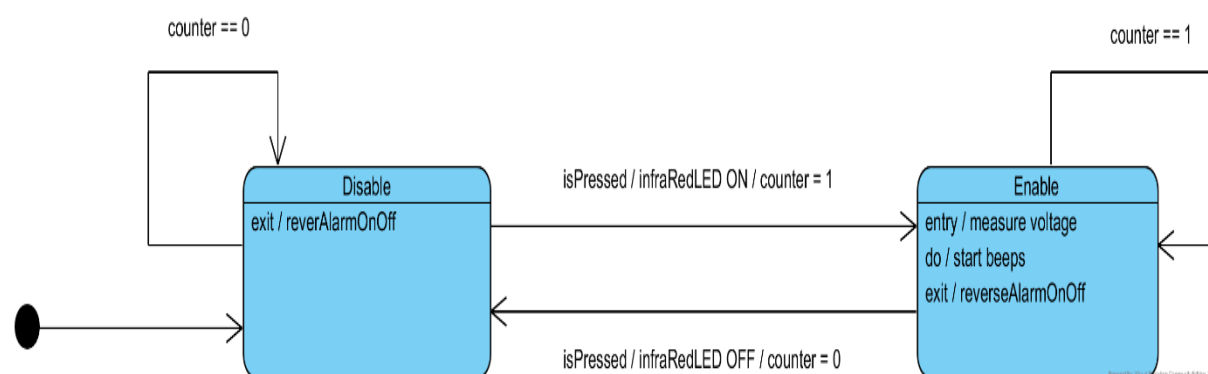 counter == 0
counter == 1
Disable
exit / reverAlarmOnOff
isPressed / infraRedLED ON / counter = 1
Enable
entry / measure voltage
do / start beeps
exit / reverseAlarmOnOff
isPressed / infraRedLED OFF / counter = 0